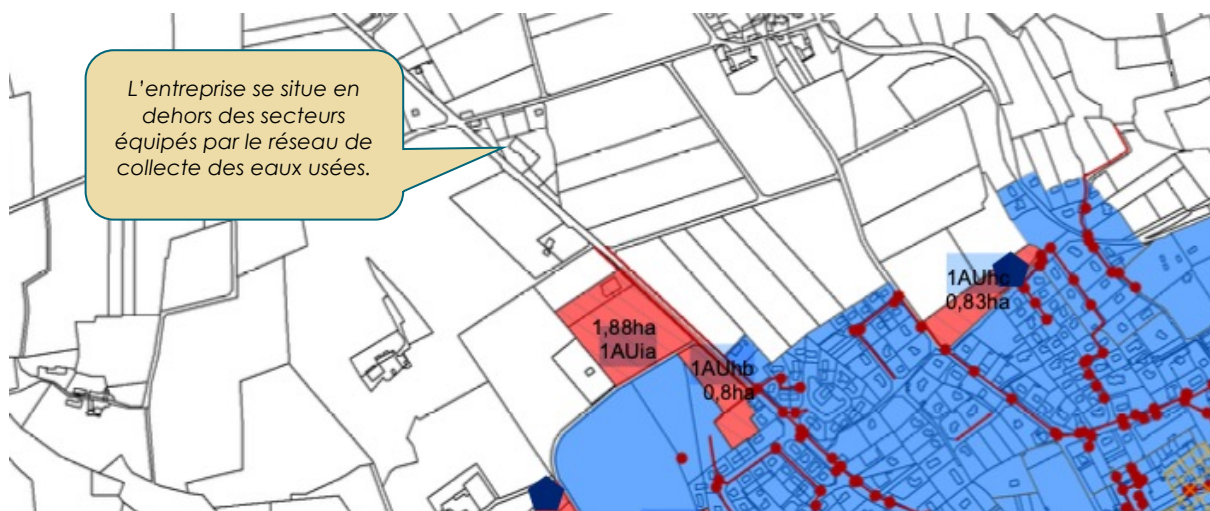 L'entreprise se situe en
dehors des secteurs
équipés par le réseau de
collecte des eaux usées.
1AUhc
0,83ha
1,88ha
1AUia
1AUhb
0,8ha